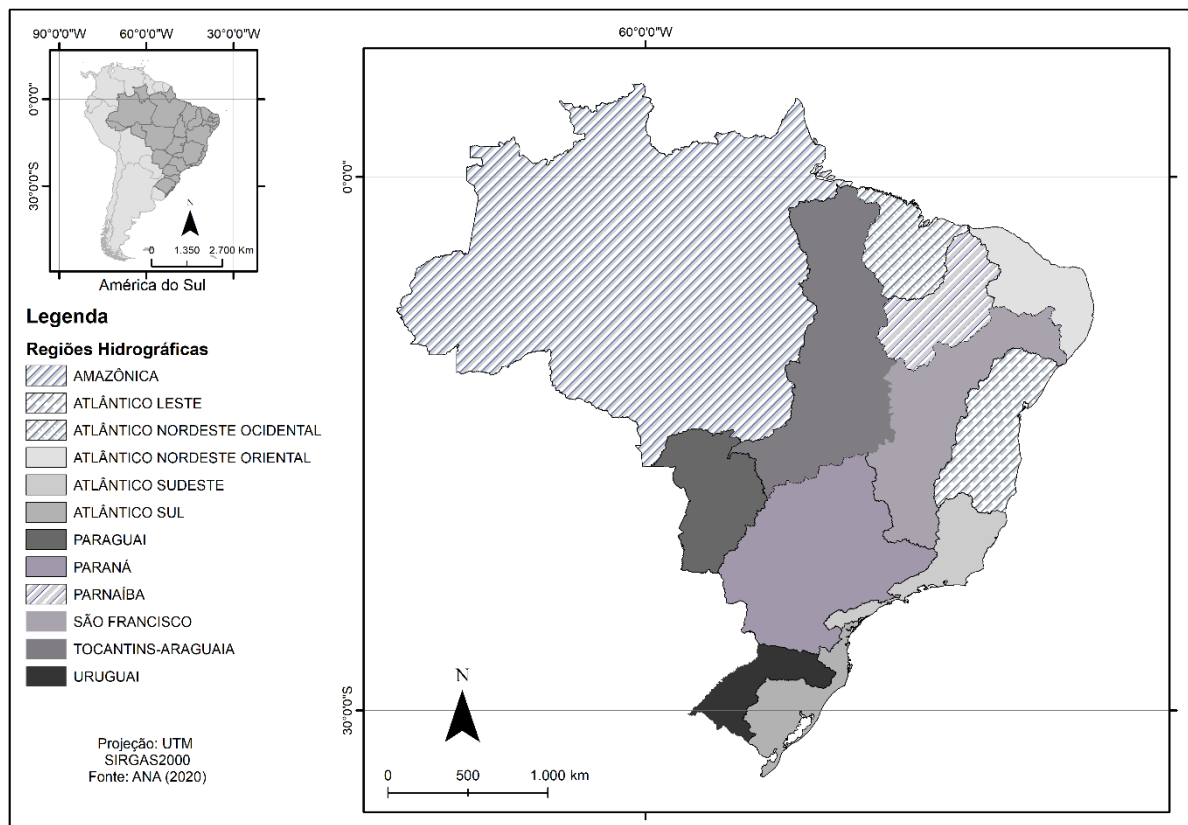 90°0'0"W 60°0'0"W 30°0'0"W
0°0'0"
30°0'0"S
N
0 1.350 2.700 Km
América do Sul
Legenda
Regiões Hidrográficas
AMAZÔNICA
ATLÂNTICO LESTE
ATLÂNTICO NORDESTE OCIDENTAL
ATLÂNTICO NORDESTE ORIENTAL
ATLÂNTICO SUDESTE
ATLÂNTICO SUL
PARAGUAI
PARANÁ
PARNAÍBA
SÃO FRANCISCO
TOCANTINS-ARAGUAIA
URUGUAI
Projeção: UTM
SIRGAS2000
Fonte: ANA (2020)
60°0'0"W
0°0'0"
30°0'0"S
N
0 500 1.000 km